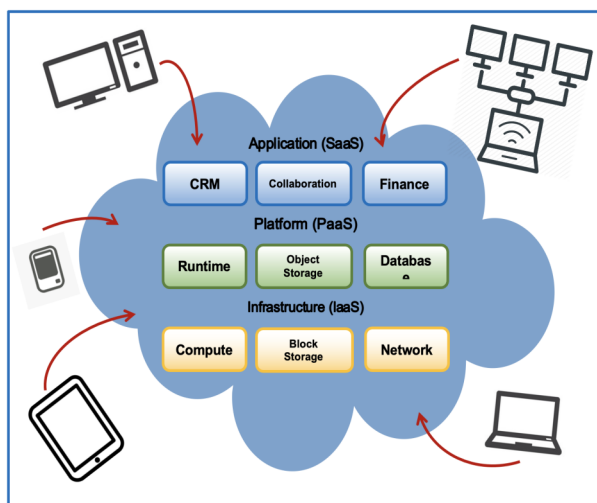 Application (SaaS)
CRM
Collaboration
Finance
Platform (PaaS)
Runtime
Object
Storage
Databas
e
Infrastructure (IaaS)
Compute
Block
Storage
Network